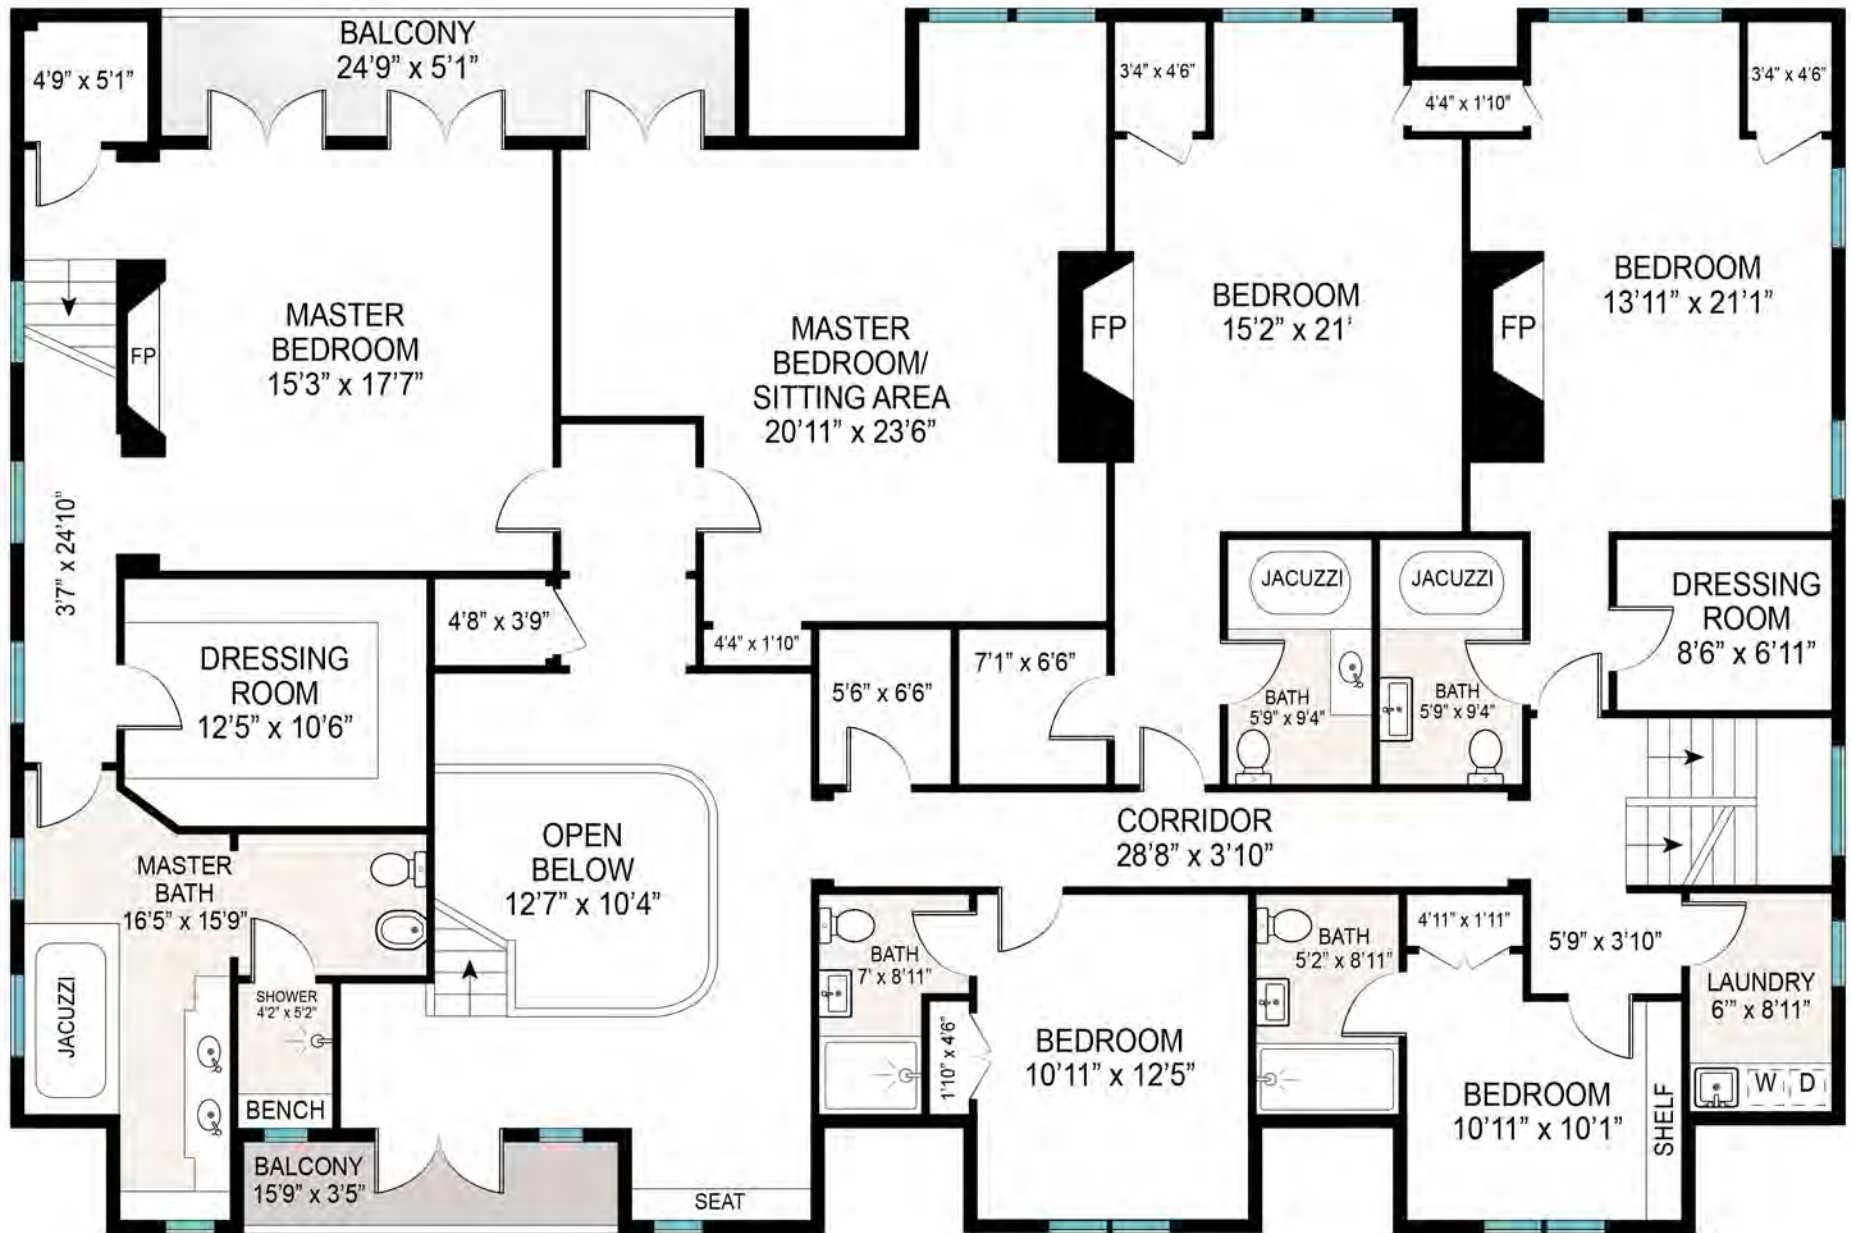 BALCONY
24'9" x 5'1"
4'9" x 5'1"
3'4" x 4'6"
4'4" x 1'10"
3'4" x 4'6"
MASTER
BEDROOM
15'3" x 17'7"
FP
MASTER
BEDROOM/
SITTING AREA
20'11" x 23'6"
FP
BEDROOM
15'2" x 21'
FP
BEDROOM
13'11" x 21'1"
3'7" x 24'10"
DRESSING
ROOM
12'5" x 10'6"
4'8" x 3'9"
4'4" x 1'10"
5'6" x 6'6"
7'1" x 6'6"
JACUZZI
BATH
5'9" x 9'4"
JACUZZI
BATH
5'9" x 9'4"
DRESSING
ROOM
8'6" x 6'11"
OPEN
BELOW
12'7" x 10'4"
CORRIDOR
28'8" x 3'10"
MASTER
BATH
16'5" x 15'9"
JACUZZI
SHOWER
4'2" x 5'2"
BENCH
BATH
7' x 8'11"
1'10" x 4'6"
BEDROOM
10'11" x 12'5"
BATH
5'2" x 8'11"
4'11" x 1'11"
5'9" x 3'10"
LAUNDRY
6'" x 8'11"
W D
BEDROOM
10'11" x 10'1"
SHELF
BALCONY
15'9" x 3'5"
SEAT